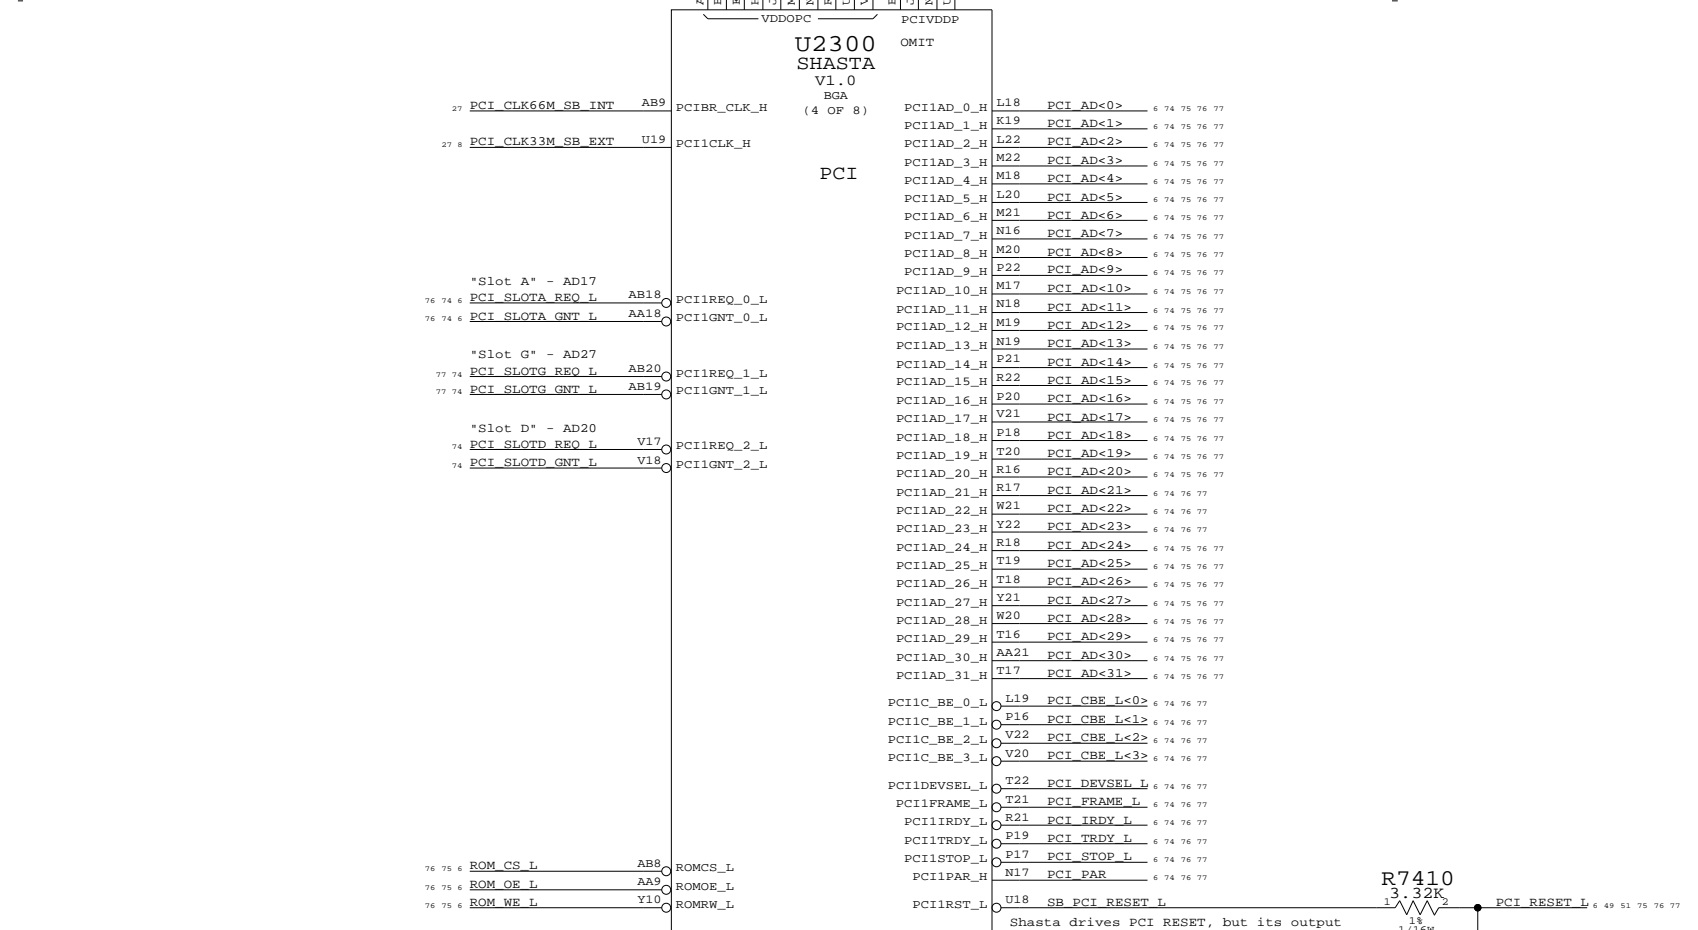 VDDOPC PCIVDDP
U2300 OMIT
SHASTA
V1.0
BGA
(4 OF 8)
PCI
27 PCI_CLK66M_SB_INT AB9 PCIBR_CLK_H
27 8 PCI_CLK33M_SB_EXT U19 PCI1CLK_H
"Slot A" - AD17
76 74 6 PCI_SLOTA_REQ_L AB18 PCI1REQ_0_L
76 74 6 PCI_SLOTA_GNT_L AA18 PCI1GNT_0_L
"Slot G" - AD27
77 74 PCI_SLOTG_REQ_L AB20 PCI1REQ_1_L
77 74 PCI_SLOTG_GNT_L AB19 PCI1GNT_1_L
"Slot D" - AD20
74 PCI_SLOTD_REQ_L V17 PCI1REQ_2_L
74 PCI_SLOTD_GNT_L V18 PCI1GNT_2_L
76 75 6 ROM_CS_L AB8 ROMCS_L
76 75 6 ROM_OE_L AA9 ROMOE_L
76 75 6 ROM_WE_L Y10 ROMRW_L
PCI1AD_0_H L18 PCI_AD<0> 6 74 75 76 77
PCI1AD_1_H K19 PCI_AD<1> 6 74 75 76 77
PCI1AD_2_H L22 PCI_AD<2> 6 74 75 76 77
PCI1AD_3_H M22 PCI_AD<3> 6 74 75 76 77
PCI1AD_4_H M18 PCI_AD<4> 6 74 75 76 77
PCI1AD_5_H L20 PCI_AD<5> 6 74 75 76 77
PCI1AD_6_H M21 PCI_AD<6> 6 74 75 76 77
PCI1AD_7_H N16 PCI_AD<7> 6 74 75 76 77
PCI1AD_8_H M20 PCI_AD<8> 6 74 75 76 77
PCI1AD_9_H P22 PCI_AD<9> 6 74 75 76 77
PCI1AD_10_H M17 PCI_AD<10> 6 74 75 76 77
PCI1AD_11_H N18 PCI_AD<11> 6 74 75 76 77
PCI1AD_12_H M19 PCI_AD<12> 6 74 75 76 77
PCI1AD_13_H N19 PCI_AD<13> 6 74 75 76 77
PCI1AD_14_H P21 PCI_AD<14> 6 74 75 76 77
PCI1AD_15_H R22 PCI_AD<15> 6 74 75 76 77
PCI1AD_16_H P20 PCI_AD<16> 6 74 75 76 77
PCI1AD_17_H V21 PCI_AD<17> 6 74 75 76 77
PCI1AD_18_H P18 PCI_AD<18> 6 74 75 76 77
PCI1AD_19_H T20 PCI_AD<19> 6 74 75 76 77
PCI1AD_20_H R16 PCI_AD<20> 6 74 75 76 77
PCI1AD_21_H R17 PCI_AD<21> 6 74 76 77
PCI1AD_22_H W21 PCI_AD<22> 6 74 76 77
PCI1AD_23_H Y22 PCI_AD<23> 6 74 76 77
PCI1AD_24_H R18 PCI_AD<24> 6 74 75 76 77
PCI1AD_25_H T19 PCI_AD<25> 6 74 75 76 77
PCI1AD_26_H T18 PCI_AD<26> 6 74 75 76 77
PCI1AD_27_H Y21 PCI_AD<27> 6 74 75 76 77
PCI1AD_28_H W20 PCI_AD<28> 6 74 75 76 77
PCI1AD_29_H T16 PCI_AD<29> 6 74 75 76 77
PCI1AD_30_H AA21 PCI_AD<30> 6 74 75 76 77
PCI1AD_31_H T17 PCI_AD<31> 6 74 75 76 77
PCI1C_BE_0_L L19 PCI_CBE_L<0> 6 74 76 77
PCI1C_BE_1_L P16 PCI_CBE_L<1> 6 74 76 77
PCI1C_BE_2_L V22 PCI_CBE_L<2> 6 74 76 77
PCI1C_BE_3_L V20 PCI_CBE_L<3> 6 74 76 77
PCI1DEVSEL_L T22 PCI_DEVSEL_L 6 74 76 77
PCI1FRAME_L T21 PCI_FRAME_L 6 74 76 77
PCI1IRDY_L R21 PCI_IRDY_L 6 74 76 77
PCI1TRDY_L P19 PCI_TRDY_L 6 74 76 77
PCI1STOP_L P17 PCI_STOP_L 6 74 76 77
PCI1PAR_H N17 PCI_PAR 6 74 76 77
PCI1RST_L U18 SB_PCI_RESET_L
R7410
3.32K
1 2 PCI_RESET_L 6 49 51 75 76 77
1%
1/16W
Shasta drives PCI RESET, but its output